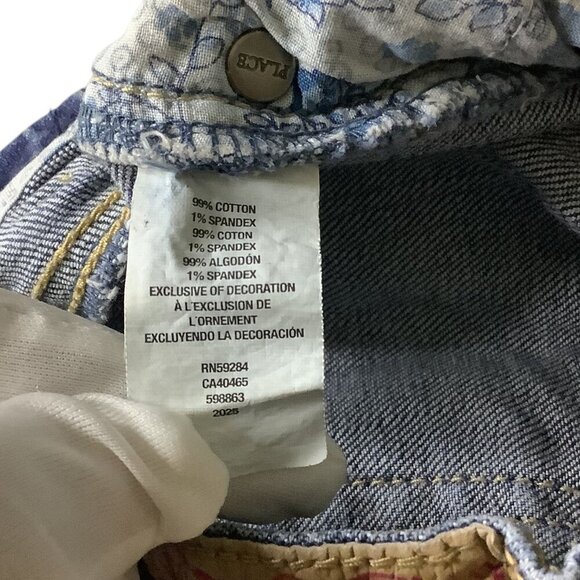 PLACE
99% COTTON
1% SPANDEX
99% COTON
1% SPANDEX
99% ALGODÓN
1% SPANDEX
EXCLUSIVE OF DECORATION
À L'EXCLUSION DE
L'ORNEMENT
EXCLUYENDO LA DECORACIÓN
RN59284
CA40465
598863
2025